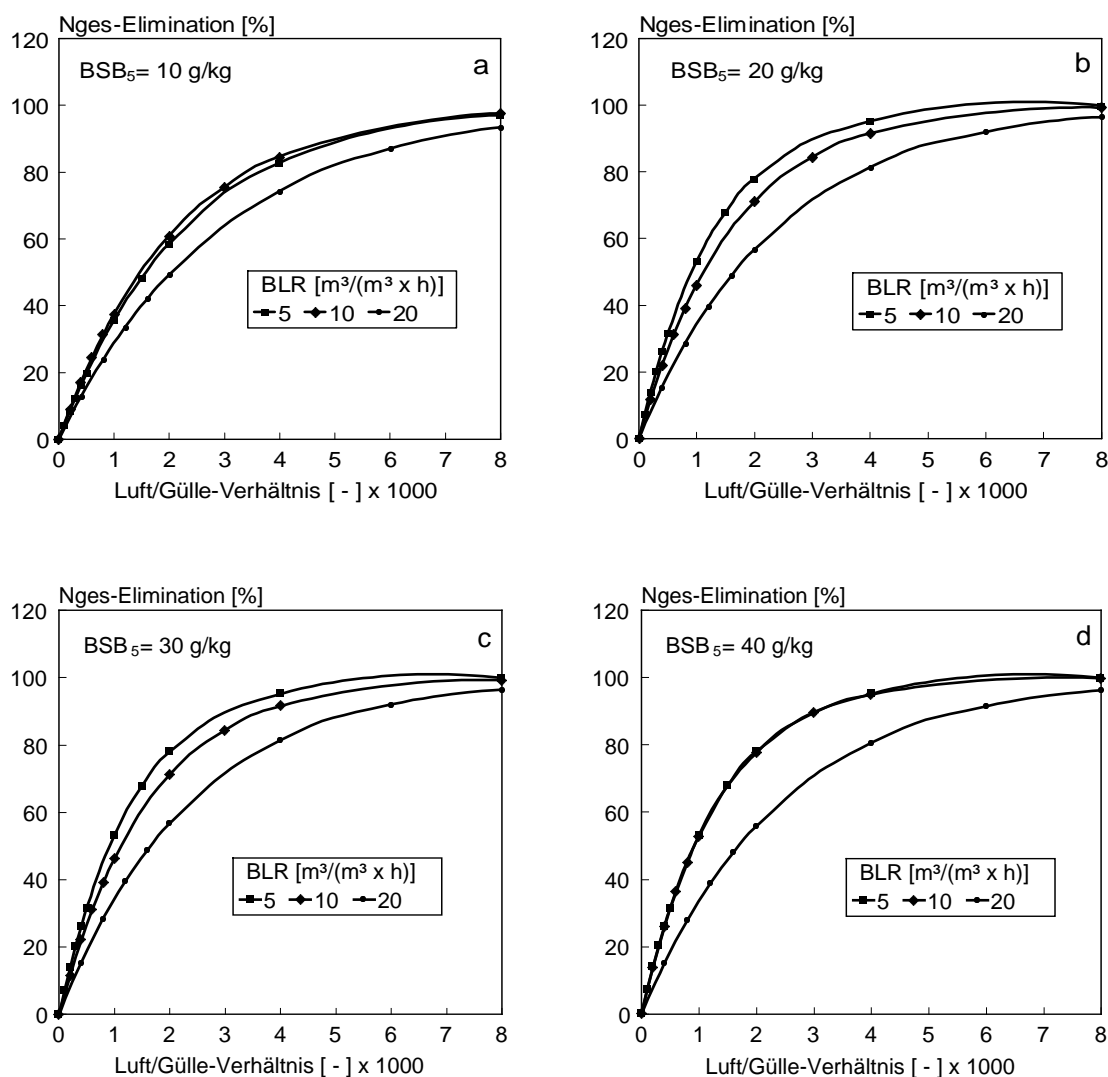 Nges-Elimination [%]
120
100
80
60
40
20
0
BSB₅= 10 g/kg
a
BLR [m³/(m³ x h)]
5 10 20
0 1 2 3 4 5 6 7 8
Luft/Gülle-Verhältnis [ - ] x 1000
Nges-Elimination [%]
120
100
80
60
40
20
0
BSB₅= 20 g/kg
b
BLR [m³/(m³ x h)]
5 10 20
0 1 2 3 4 5 6 7 8
Luft/Gülle-Verhältnis [ - ] x 1000
Nges-Elimination [%]
120
100
80
60
40
20
0
BSB₅= 30 g/kg
c
BLR [m³/(m³ x h)]
5 10 20
0 1 2 3 4 5 6 7 8
Luft/Gülle-Verhältnis [ - ] x 1000
Nges-Elimination [%]
120
100
80
60
40
20
0
BSB₅= 40 g/kg
d
BLR [m³/(m³ x h)]
5 10 20
0 1 2 3 4 5 6 7 8
Luft/Gülle-Verhältnis [ - ] x 1000